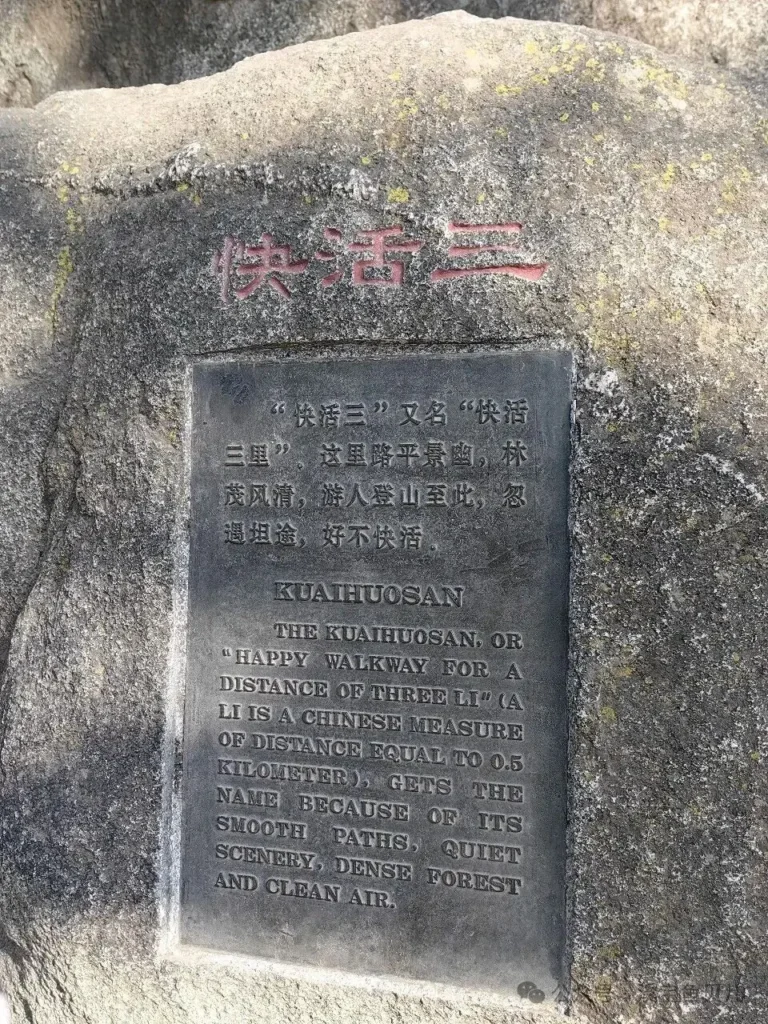 快活三
“快活三”又名“快活
三里”。这里路平景幽，林
茂风清，游人登山至此，忽
遇坦途，好不快活。
KUAIHUOSAN
THE KUAIHUOSAN, OR
"HAPPY WALKWAY FOR A
DISTANCE OF THREE LI" (A
LI IS A CHINESE MEASURE
OF DISTANCE EQUAL TO 0.5
KILOMETER), GETS THE
NAME BECAUSE OF ITS
SMOOTH PATHS, QUIET
SCENERY, DENSE FOREST
AND CLEAN AIR.
公众号